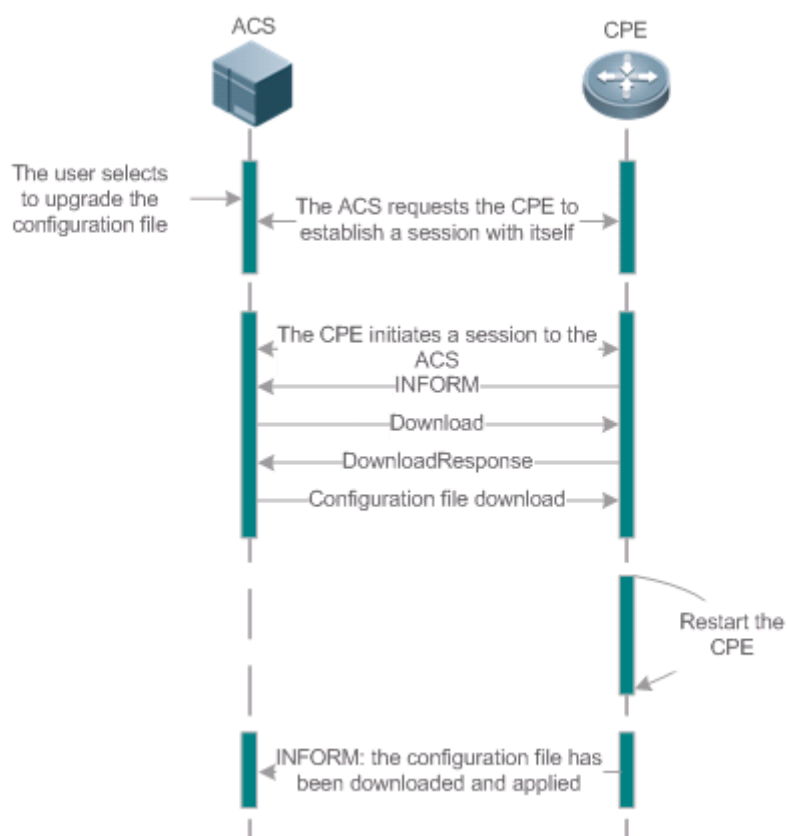 ACS
CPE
The user selects
to upgrade the
configuration file
The ACS requests the CPE to
establish a session with itself
The CPE initiates a session to the
ACS
INFORM
Download
DownloadResponse
Configuration file download
Restart the
CPE
INFORM: the configuration file has
been downloaded and applied